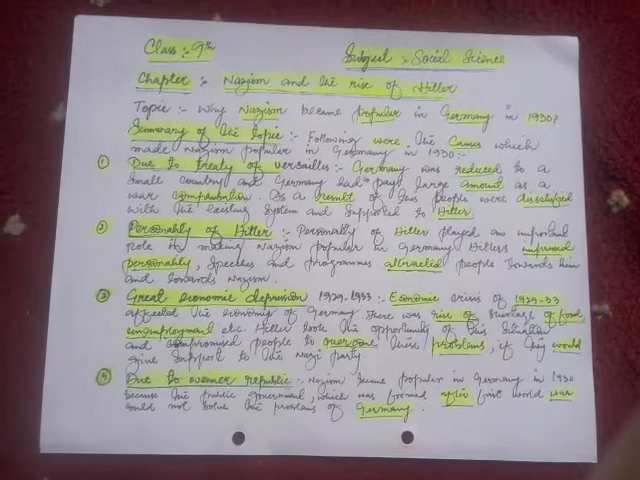 Class :- 9th Subject :- Social Science
Chapter :- Nazism and the rise of Hitler
Topic :- Why Nazism became popular in Germany in 1930?
Summary of the topic :- Following were the causes which
made Nazism popular in Germany in 1930 :-
① Due to treaty of versailles :- Germany was reduced to a
small country and Germany had to pay large amount as a
war compensation. As a result of this people were dissatisfied
with the existing system and supported to Hitler.
② Personality of Hitler :- Personality of Hitler played an important
role in making Nazism popular in Germany. Hitlers
personality, speeches and programmes attracted people towards him
and towards Nazism.
③ Great economic depression 1929-1933 :- Economic crisis of 1929-33
affected the economy of Germany. There was rise of shortage of food,
unemployment etc. Hitler took the opportunity of this situation
and people to overcome these problems, if they would
give support to the Nazi party.
④ Due to weimer republic :- Nazism became popular in Germany in 1930
because the public government, which was formed after first world war
could not solve the problems of Germany.